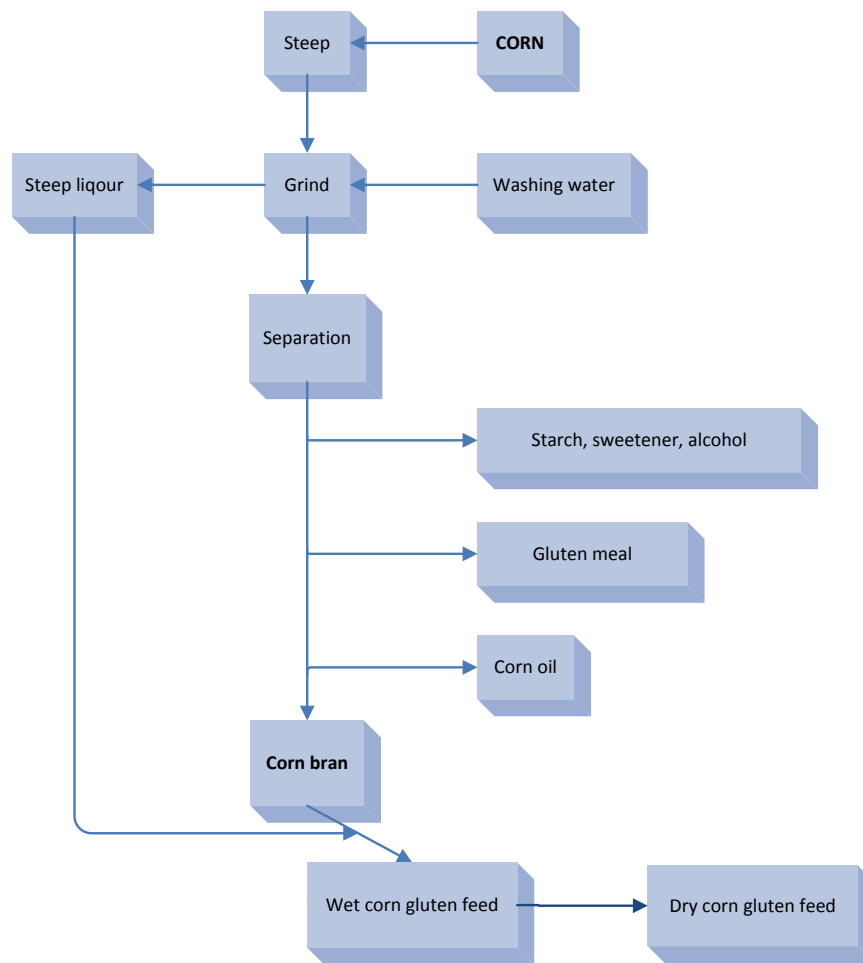 Steep
CORN
Steep liqour
Grind
Washing water
Separation
Starch, sweetener, alcohol
Gluten meal
Corn oil
Corn bran
Wet corn gluten feed
Dry corn gluten feed